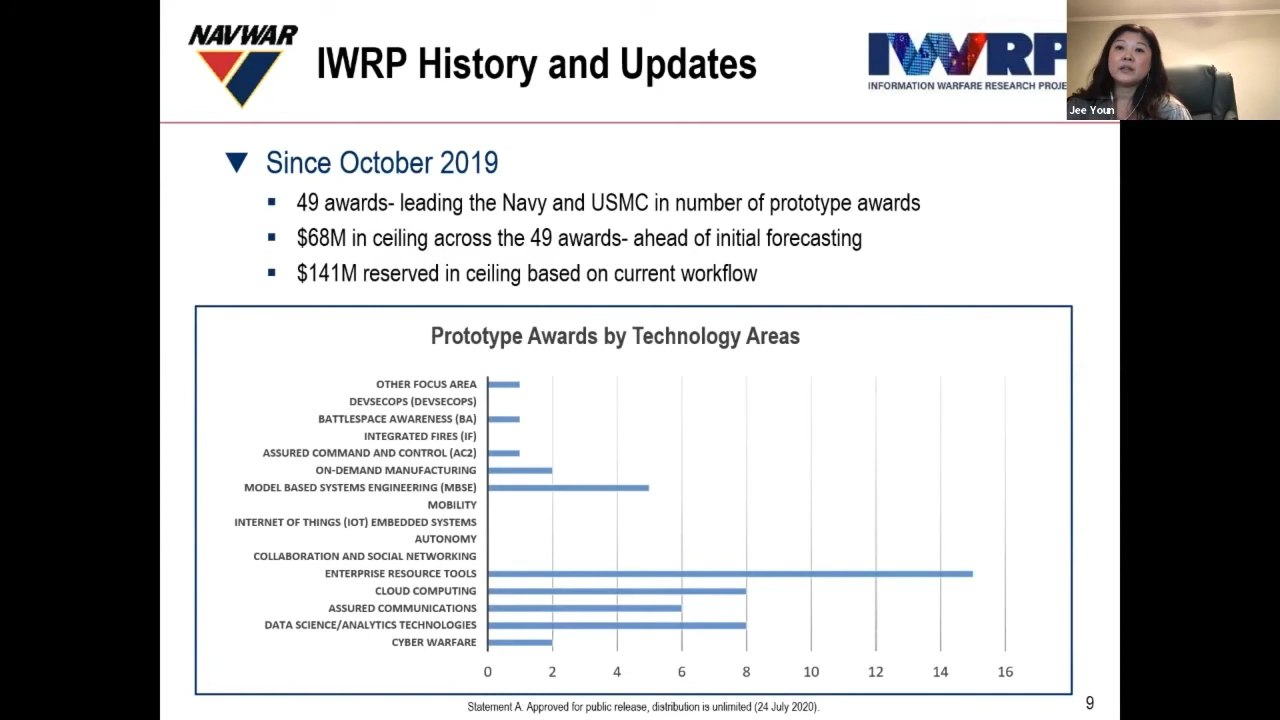 NAVWAR
IWRP History and Updates
IWRP
INFORMATION WARFARE RESEARCH PROJE
Jee Youn
Since October 2019
49 awards- leading the Navy and USMC in number of prototype awards
$68M in ceiling across the 49 awards- ahead of initial forecasting
$141M reserved in ceiling based on current workflow
Prototype Awards by Technology Areas
OTHER FOCUS AREA
DEVSECOPS (DEVSECOPS)
BATTLESPACE AWARENESS (BA)
INTEGRATED FIRES (IF)
ASSURED COMMAND AND CONTROL (AC2)
ON-DEMAND MANUFACTURING
MODEL BASED SYSTEMS ENGINEERING (MBSE)
MOBILITY
INTERNET OF THINGS (IOT) EMBEDDED SYSTEMS
AUTONOMY
COLLABORATION AND SOCIAL NETWORKING
ENTERPRISE RESOURCE TOOLS
CLOUD COMPUTING
ASSURED COMMUNICATIONS
DATA SCIENCE/ANALYTICS TECHNOLOGIES
CYBER WARFARE
0 2 4 6 8 10 12 14 16
Statement A. Approved for public release, distribution is unlimited (24 July 2020).
9